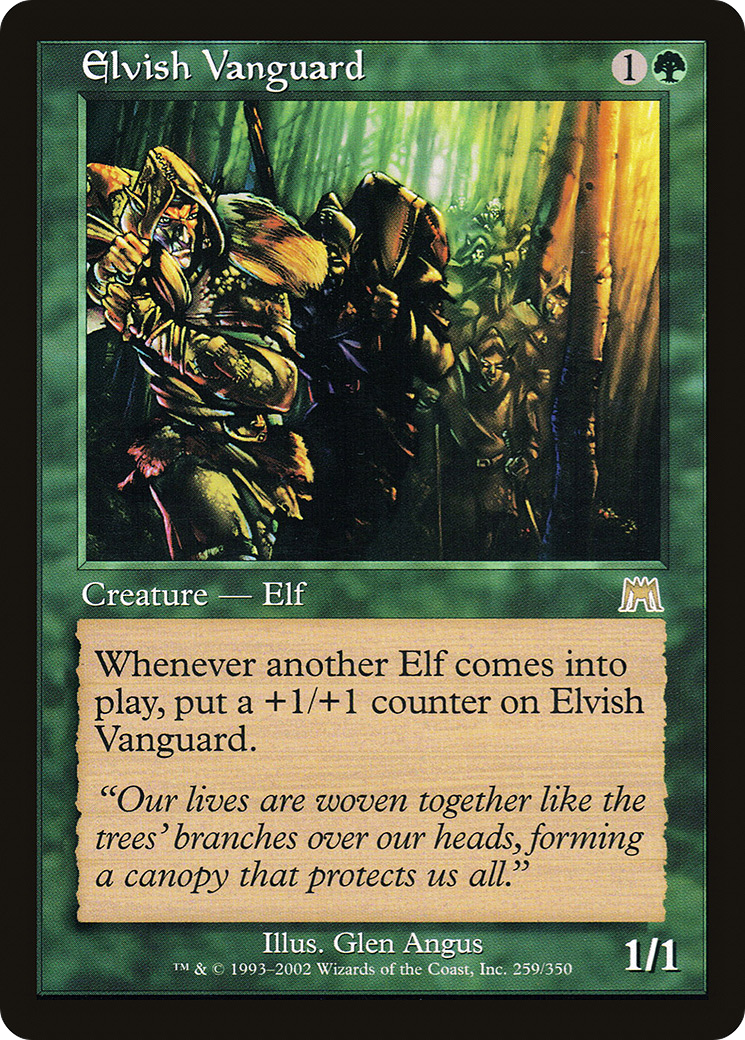 Elvish Vanguard
1
Creature — Elf
Whenever another Elf comes into
play, put a +1/+1 counter on Elvish
Vanguard.
“Our lives are woven together like the
trees’ branches over our heads, forming
a canopy that protects us all.”
Illus. Glen Angus
™ & © 1993–2002 Wizards of the Coast, Inc. 259/350
1/1